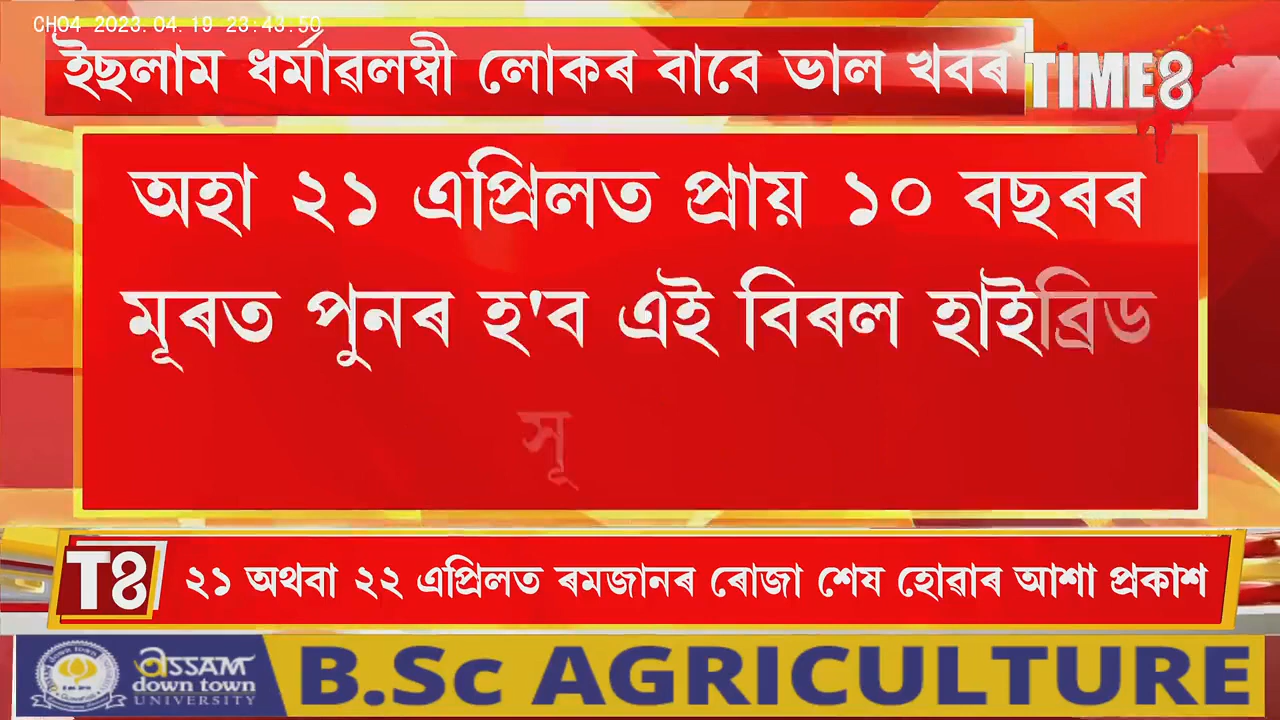 CH04 2023.04.19 23:43:50
ইছলাম ধৰ্মাৱলম্বী লোকৰ বাবে ভাল খবৰ
TIME8
অহা ২১ এপ্ৰিলত প্ৰায় ১০ বছৰৰ
মূৰত পুনৰ হ'ব এই বিৰল হাইব্ৰিড
সূ
T8
২১ অথবা ২২ এপ্ৰিলত ৰমজানৰ ৰোজা শেষ হোৱাৰ আশা প্ৰকাশ
assam
down town
UNIVERSITY
B.Sc AGRICULTURE